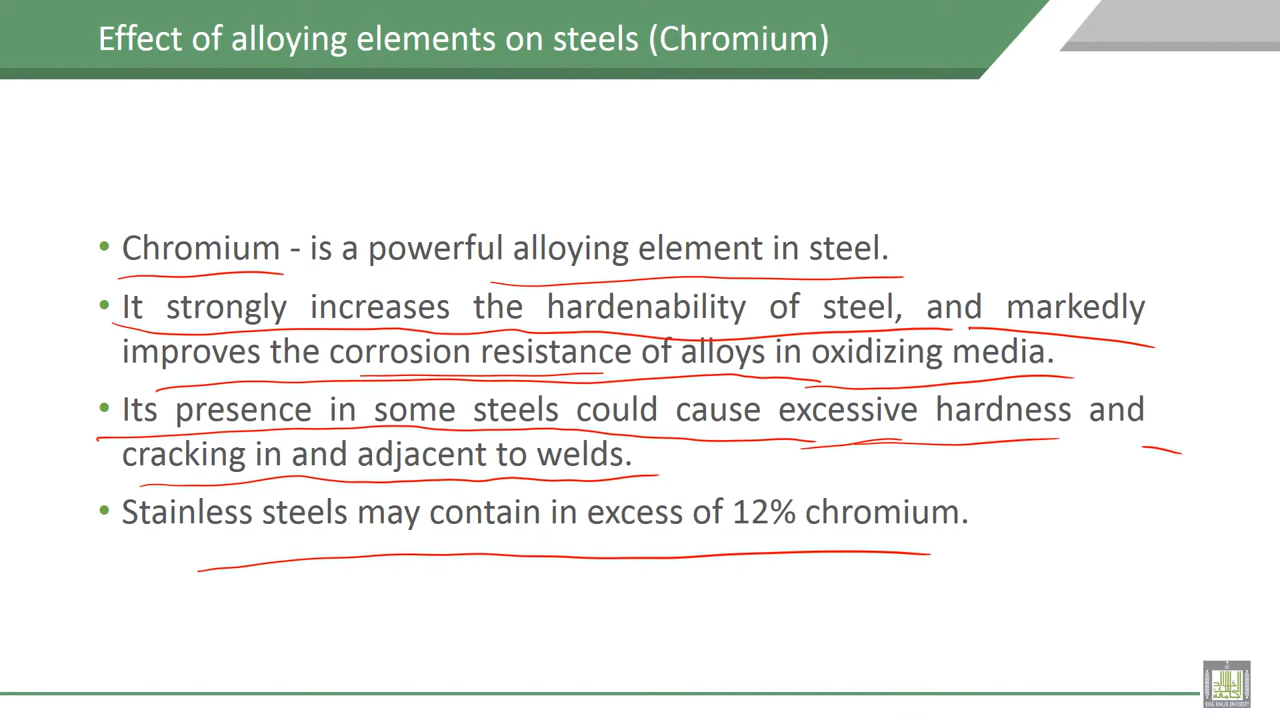 Effect of alloying elements on steels (Chromium)
• Chromium - is a powerful alloying element in steel.
• It strongly increases the hardenability of steel, and markedly
improves the corrosion resistance of alloys in oxidizing media.
• Its presence in some steels could cause excessive hardness and
cracking in and adjacent to welds.
• Stainless steels may contain in excess of 12% chromium.
KING KHALID UNIVERSITY